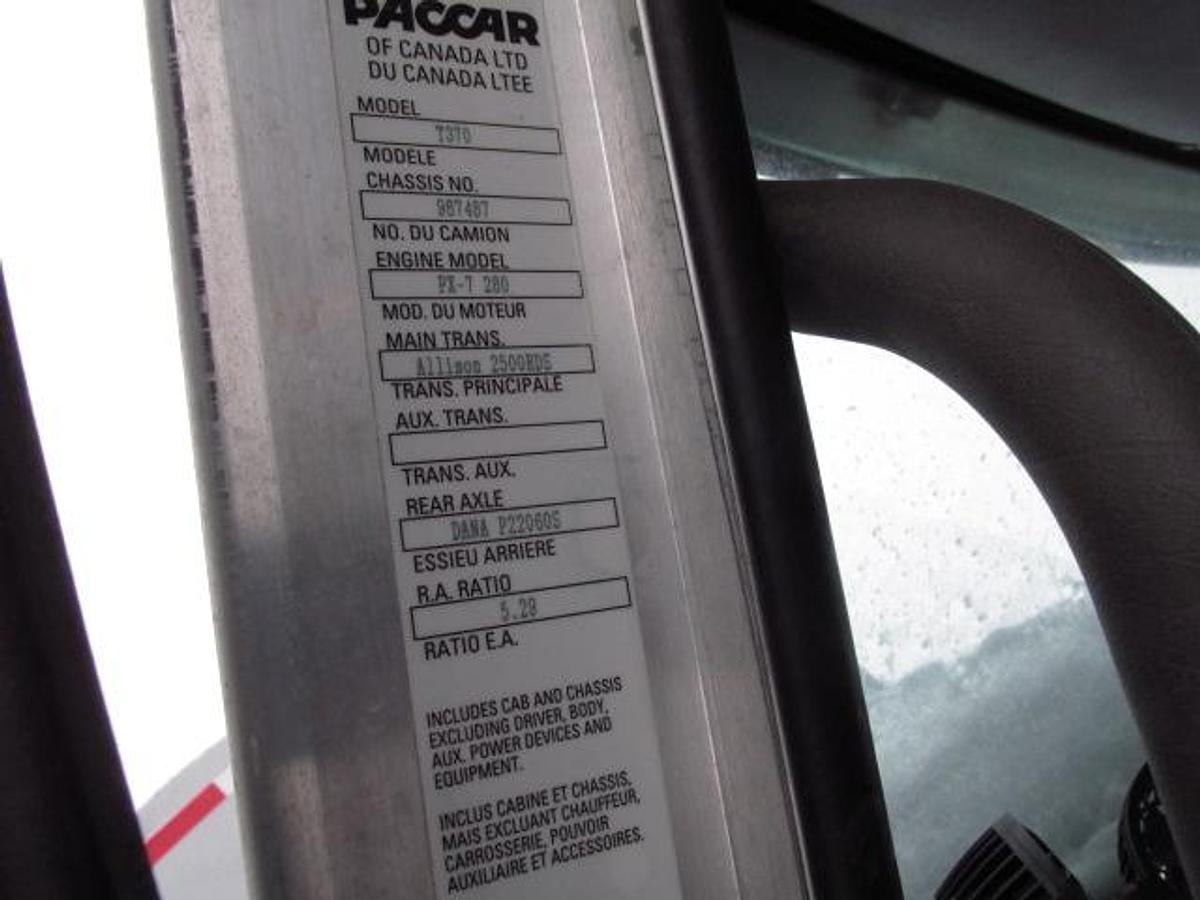 PACCAR
OF CANADA LTD
DU CANADA LTEE
MODEL
T370
MODELE
CHASSIS NO.
987487
NO. DU CAMION
ENGINE MODEL
PX-7 280
MOD. DU MOTEUR
MAIN TRANS.
Allison 2500RDS
TRANS. PRINCIPALE
AUX. TRANS.
TRANS. AUX.
REAR AXLE
DANA P22060S
ESSIEU ARRIERE
R.A. RATIO
5.29
RATIO E.A.
INCLUDES CAB AND CHASSIS
EXCLUDING DRIVER, BODY,
AUX. POWER DEVICES AND
EQUIPMENT.
INCLUS CABINE ET CHASSIS,
MAIS EXCLUANT CHAUFFEUR,
CARROSSERIE, POUVOIR
AUXILIAIRE ET ACCESSOIRES.